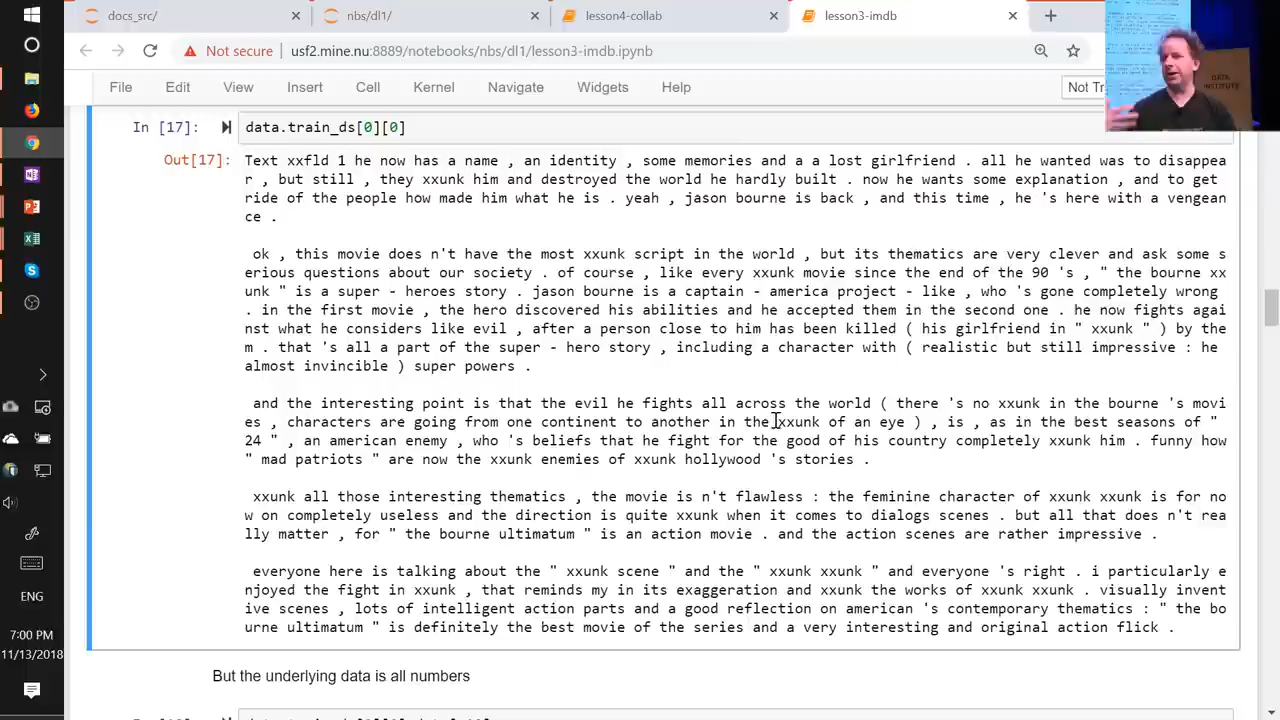 docs_src/
nbs/dl1/
lesson4-collab
lesson3-imdb
Not secure
usf2.mine.nu:8889/notebooks/nbs/dl1/lesson3-imdb.ipynb
File Edit View Insert Cell Navigate Widgets Help
DATA
INSTITUTE
In [17]: data.train_ds[0][0]
Out[17]: Text xxfld 1 he now has a name , an identity , some memories and a a lost girlfriend . all he wanted was to disappea
r , but still , they xxunk him and destroyed the world he hardly built . now he wants some explanation , and to get
ride of the people how made him what he is . yeah , jason bourne is back , and this time , he 's here with a vengean
ce .
ok , this movie does n't have the most xxunk script in the world , but its thematics are very clever and ask some s
erious questions about our society . of course , like every xxunk movie since the end of the 90 's , " the bourne xx
unk " is a super - heroes story . jason bourne is a captain - america project - like , who 's gone completely wrong
. in the first movie , the hero discovered his abilities and he accepted them in the second one . he now fights agai
nst what he considers like evil , after a person close to him has been killed ( his girlfriend in " xxunk " ) by the
m . that 's all a part of the super - hero story , including a character with ( realistic but still impressive : he
almost invincible ) super powers .
and the interesting point is that the evil he fights all across the world ( there 's no xxunk in the bourne 's movi
es , characters are going from one continent to another in the xxunk of an eye ) , is , as in the best seasons of "
24 " , an american enemy , who 's beliefs that he fight for the good of his country completely xxunk him . funny how
" mad patriots " are now the xxunk enemies of xxunk hollywood 's stories .
xxunk all those interesting thematics , the movie is n't flawless : the feminine character of xxunk xxunk is for no
w on completely useless and the direction is quite xxunk when it comes to dialogs scenes . but all that does n't rea
lly matter , for " the bourne ultimatum " is an action movie . and the action scenes are rather impressive .
everyone here is talking about the " xxunk scene " and the " xxunk xxunk " and everyone 's right . i particularly e
njoyed the fight in xxunk , that reminds my in its exaggeration and xxunk the works of xxunk xxunk . visually invent
ive scenes , lots of intelligent action parts and a good reflection on american 's contemporary thematics : " the bo
urne ultimatum " is definitely the best movie of the series and a very interesting and original action flick .
But the underlying data is all numbers
ENG
7:00 PM
11/13/2018